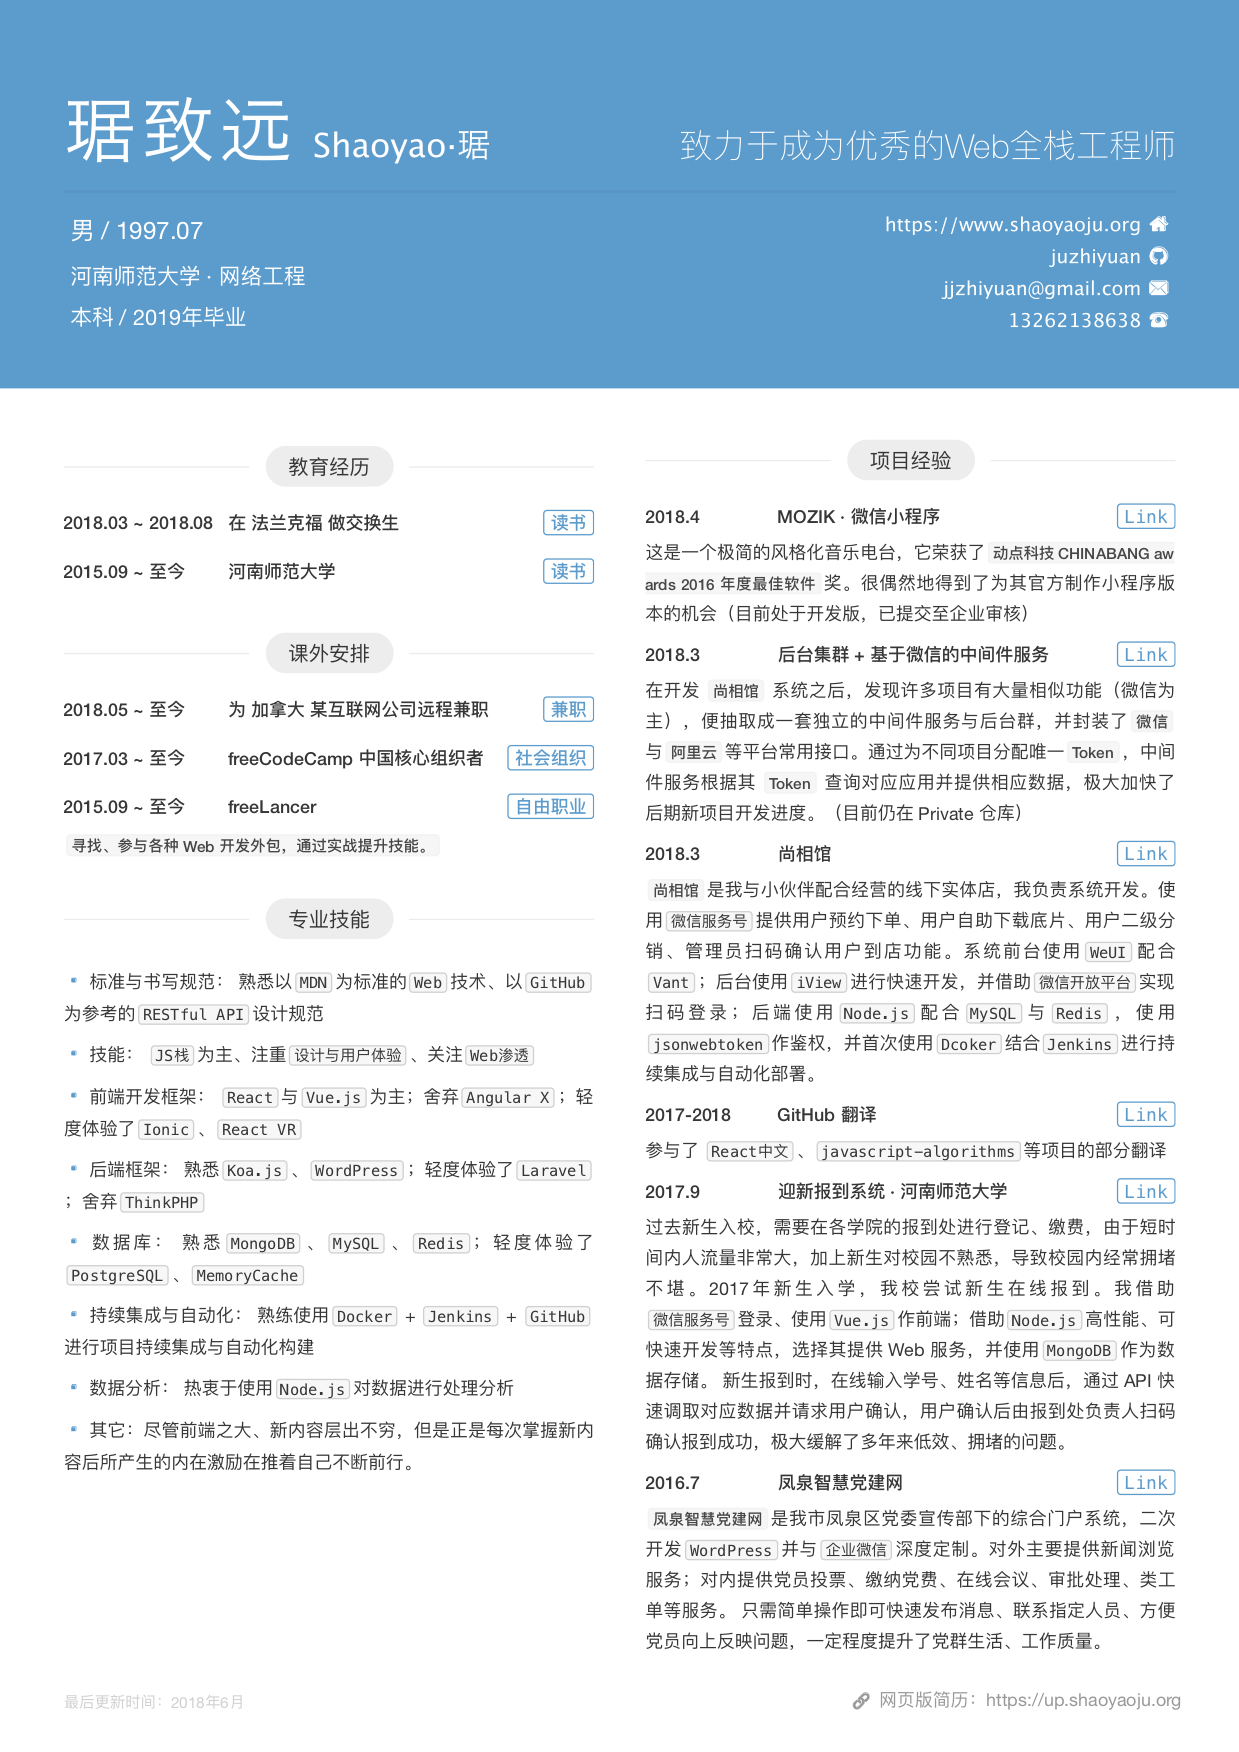 琚致远 Shaoyao·琚
致力于成为优秀的Web全栈工程师
男 / 1997.07
河南师范大学 · 网络工程
本科 / 2019年毕业
https://www.shaoyaoju.org
juzhiyuan
jjzhiyuan@gmail.com
13262138638
教育经历
2018.03 ~ 2018.08 在 法兰克福 做交换生 读书
2015.09 ~ 至今 河南师范大学 读书
课外安排
2018.05 ~ 至今 为 加拿大 某互联网公司远程兼职 兼职
2017.03 ~ 至今 freeCodeCamp 中国核心组织者 社会组织
2015.09 ~ 至今 freeLancer 自由职业
寻找、参与各种 Web 开发外包，通过实战提升技能。
专业技能
标准与书写规范： 熟悉以 MDN 为标准的 Web 技术、以 GitHub
为参考的 RESTful API 设计规范
技能： JS栈 为主、注重 设计与用户体验 、关注 Web渗透
前端开发框架： React 与 Vue.js 为主；舍弃 Angular X ；轻
度体验了 Ionic 、 React VR
后端框架： 熟悉 Koa.js 、 WordPress ；轻度体验了 Laravel
；舍弃 ThinkPHP
数据库： 熟悉 MongoDB 、 MySQL 、 Redis ；轻度体验了
PostgreSQL 、 MemoryCache
持续集成与自动化： 熟练使用 Docker + Jenkins + GitHub
进行项目持续集成与自动化构建
数据分析： 热衷于使用 Node.js 对数据进行处理分析
其它：尽管前端之大、新内容层出不穷，但是正是每次掌握新内
容后所产生的内在激励在推着自己不断前行。
项目经验
2018.4 MOZIK · 微信小程序 Link
这是一个极简的风格化音乐电台，它荣获了 动点科技 CHINABANG aw
ards 2016 年度最佳软件 奖。很偶然地得到了为其官方制作小程序版
本的机会（目前处于开发版，已提交至企业审核）
2018.3 后台集群 + 基于微信的中间件服务 Link
在开发 尚相馆 系统之后，发现许多项目有大量相似功能（微信为
主），便抽取成一套独立的中间件服务与后台群，并封装了 微信
与 阿里云 等平台常用接口。通过为不同项目分配唯一 Token ，中间
件服务根据其 Token 查询对应应用并提供相应数据，极大加快了
后期新项目开发进度。（目前仍在 Private 仓库）
2018.3 尚相馆 Link
尚相馆 是我与小伙伴配合经营的线下实体店，我负责系统开发。使
用 微信服务号 提供用户预约下单、用户自助下载底片、用户二级分
销、管理员扫码确认用户到店功能。系统前台使用 WeUI 配合
Vant ；后台使用 iView 进行快速开发，并借助 微信开放平台 实现
扫码登录；后端使用 Node.js 配合 MySQL 与 Redis ，使用
jsonwebtoken 作鉴权，并首次使用 Dcoker 结合 Jenkins 进行持
续集成与自动化部署。
2017-2018 GitHub 翻译 Link
参与了 React中文 、 javascript-algorithms 等项目的部分翻译
2017.9 迎新报到系统 · 河南师范大学 Link
过去新生入校，需要在各学院的报到处进行登记、缴费，由于短时
间内人流量非常大，加上新生对校园不熟悉，导致校园内经常拥堵
不堪。2017年新生入学，我校尝试新生在线报到。我借助
微信服务号 登录、使用 Vue.js 作前端；借助 Node.js 高性能、可
快速开发等特点，选择其提供 Web 服务，并使用 MongoDB 作为数
据存储。 新生报到时，在线输入学号、姓名等信息后，通过 API 快
速调取对应数据并请求用户确认，用户确认后由报到处负责人扫码
确认报到成功，极大缓解了多年来低效、拥堵的问题。
2016.7 凤泉智慧党建网 Link
凤泉智慧党建网 是我市凤泉区党委宣传部下的综合门户系统，二次
开发 WordPress 并与 企业微信 深度定制。对外主要提供新闻浏览
服务；对内提供党员投票、缴纳党费、在线会议、审批处理、类工
单等服务。 只需简单操作即可快速发布消息、联系指定人员、方便
党员向上反映问题，一定程度提升了党群生活、工作质量。
最后更新时间：2018年6月
网页版简历：https://up.shaoyaoju.org